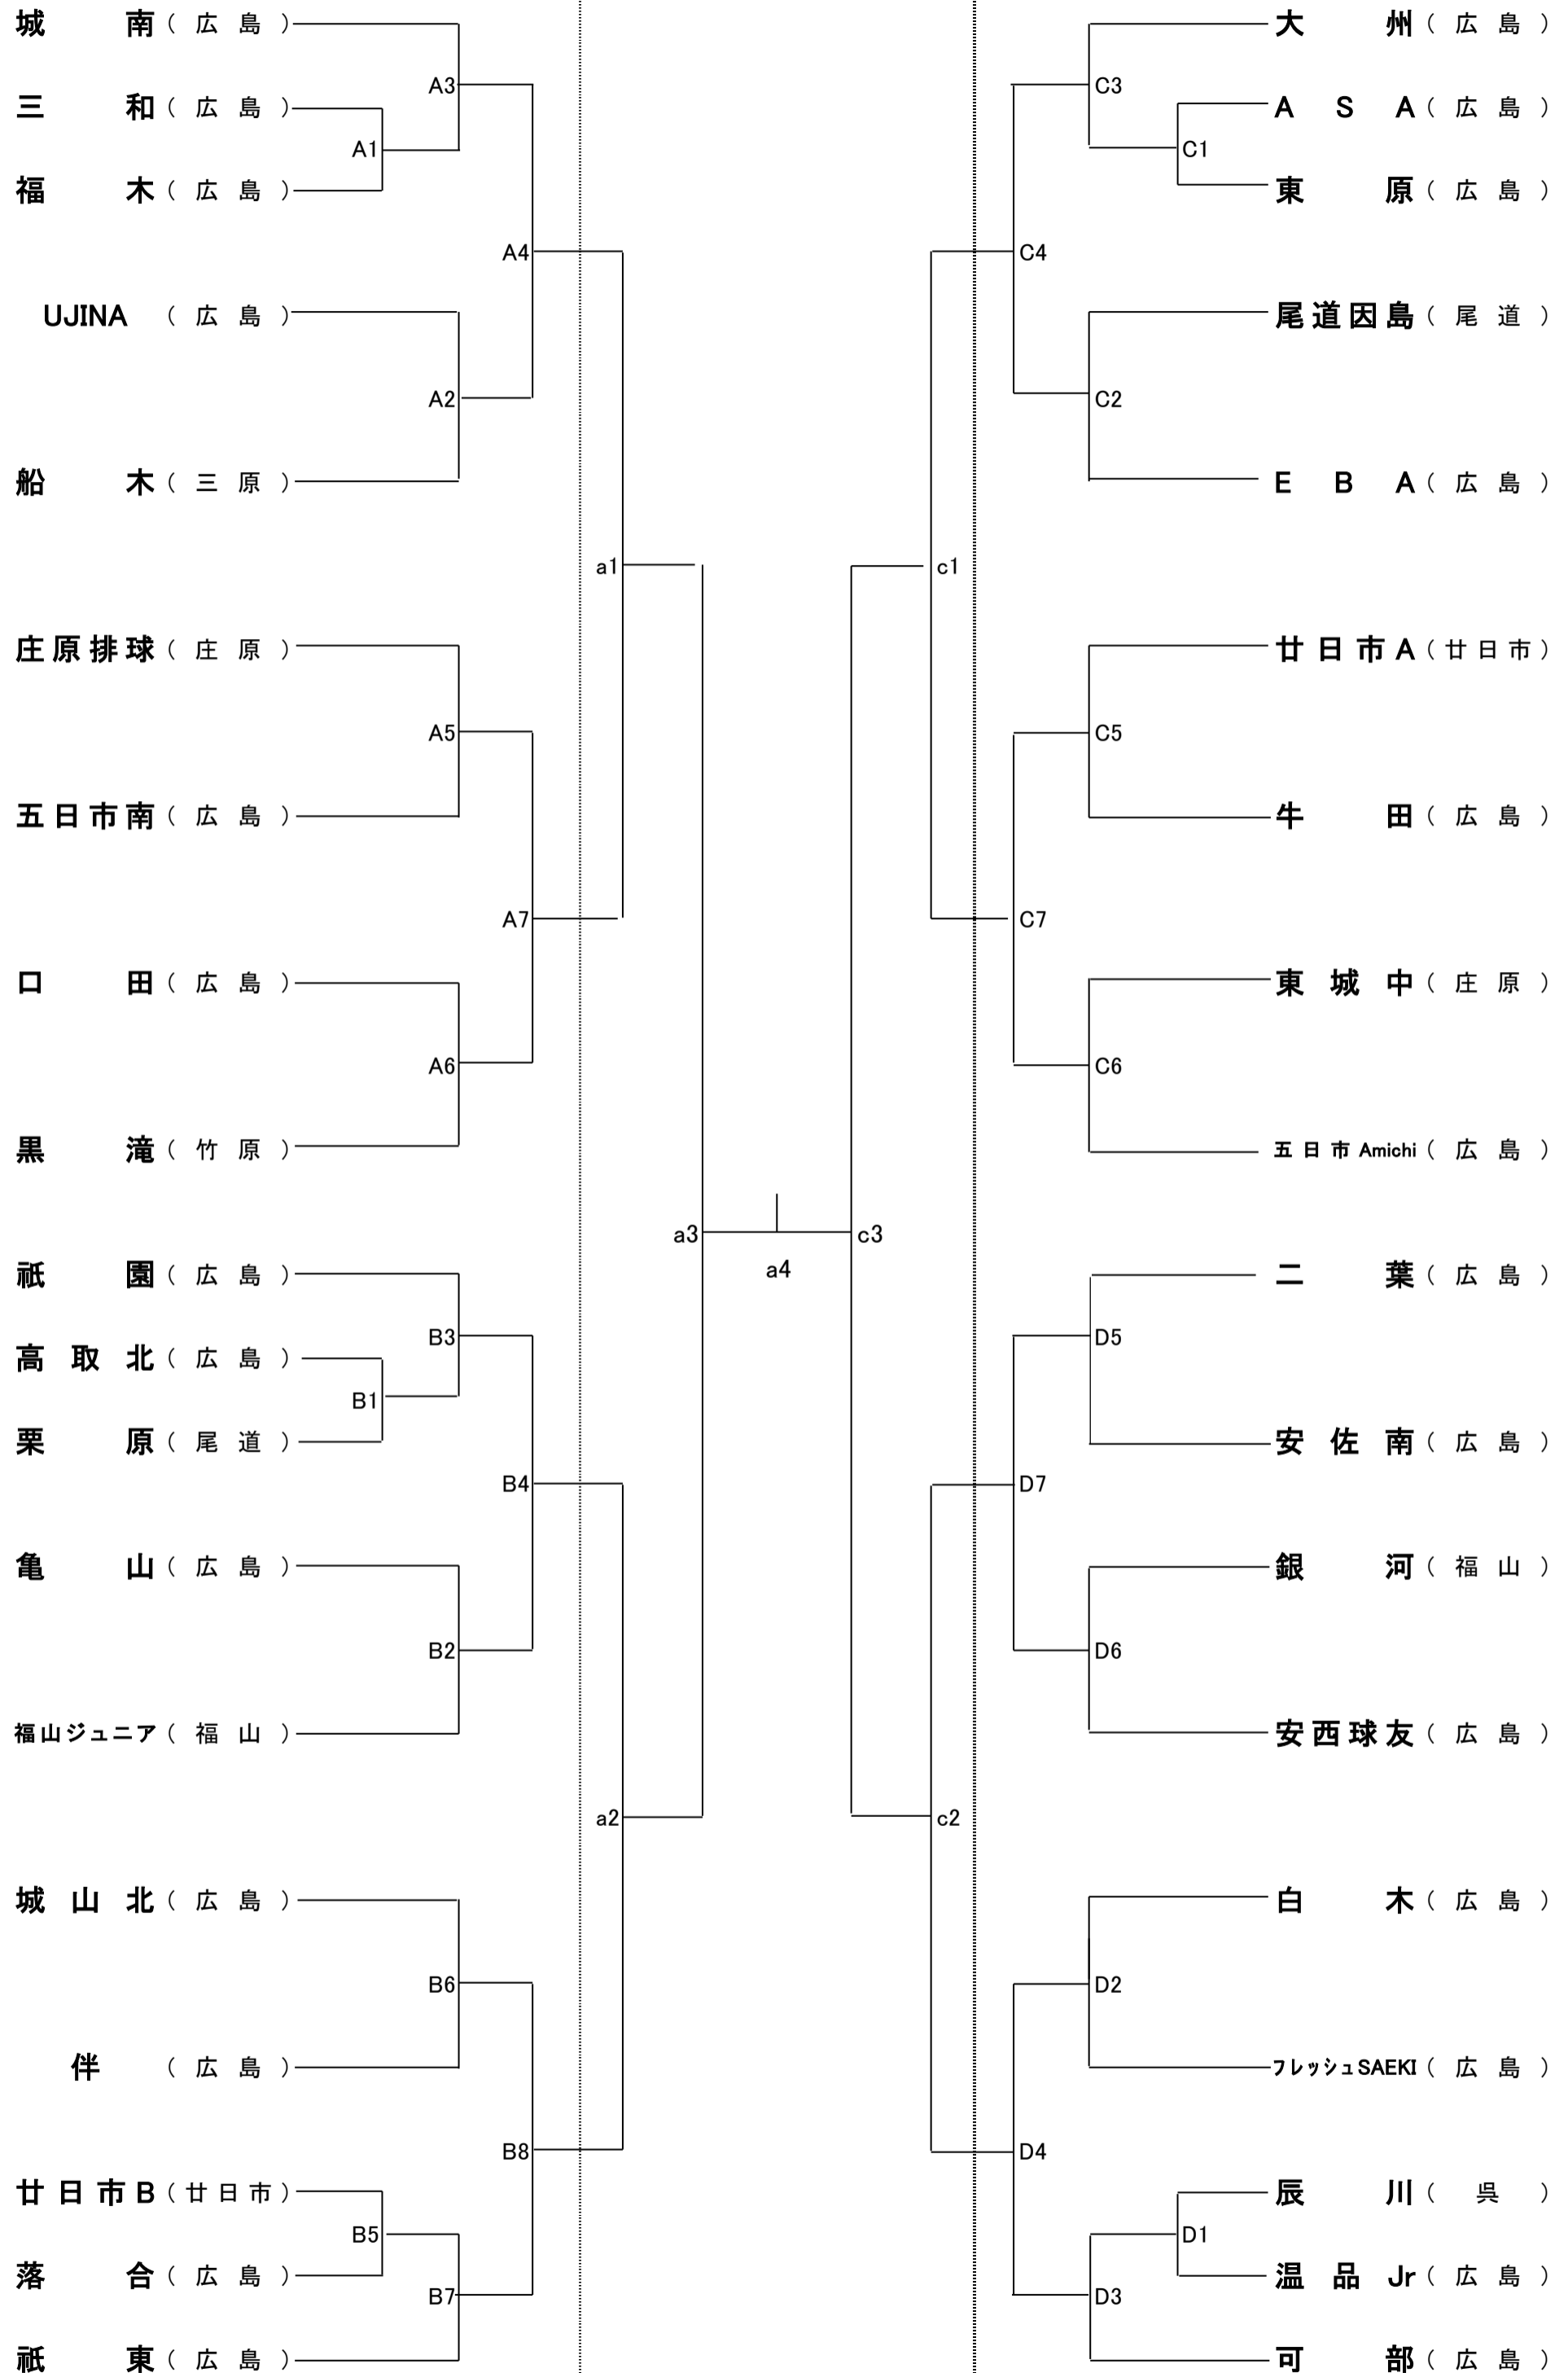 城南（広島）
A3
三和（広島）
A1
福木（広島）
A4
UJINA（広島）
A2
船木（三原）
a1
庄原排球（庄原）
A5
五日市南（広島）
A7
口田（広島）
A6
黒滝（竹原）
a3
祇園（広島）
B3
高取北（広島）
B1
栗原（尾道）
B4
亀山（広島）
B2
福山ジュニア（福山）
a2
城山北（広島）
B6
伴（広島）
B8
廿日市B（廿日市）
B5
落合（広島）
B7
祇東（広島）
a4
大州（広島）
C3
ASA（広島）
C1
東原（広島）
C4
尾道因島（尾道）
C2
EBA（広島）
c1
廿日市A（廿日市）
C5
牛田（広島）
C7
東城中（庄原）
C6
五日市Amichi（広島）
c3
二葉（広島）
D5
安佐南（広島）
D7
銀河（福山）
D6
安西球友（広島）
c2
白木（広島）
D2
フレッシュSAEKI（広島）
D4
辰川（呉）
D1
温品Jr（広島）
D3
可部（広島）